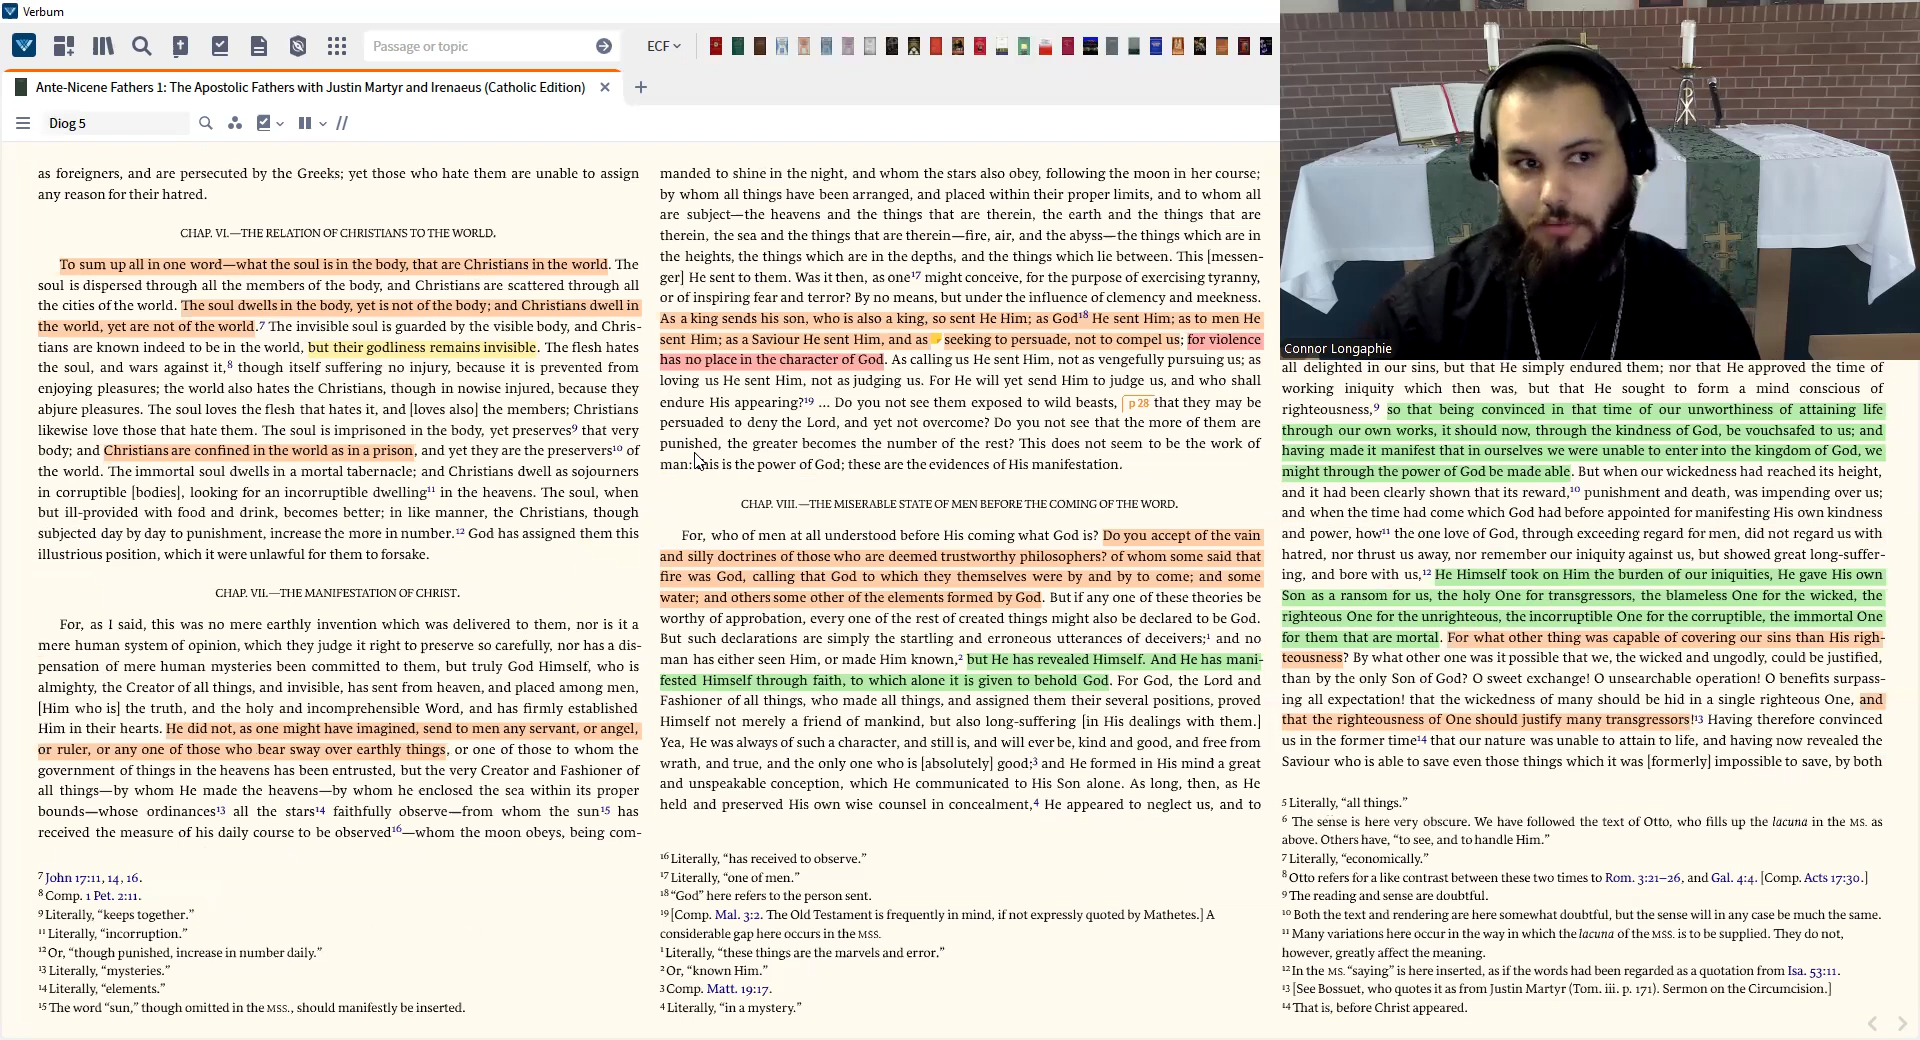 Verbum
Passage or topic
ECF
Ante-Nicene Fathers 1: The Apostolic Fathers with Justin Martyr and Irenaeus (Catholic Edition)
Diog 5
as foreigners, and are persecuted by the Greeks; yet those who hate them are unable to assign
any reason for their hatred.
CHAP. VI.—THE RELATION OF CHRISTIANS TO THE WORLD.
To sum up all in one word—what the soul is in the body, that are Christians in the world. The
soul is dispersed through all the members of the body, and Christians are scattered through all
the cities of the world. The soul dwells in the body, yet is not of the body; and Christians dwell in
the world, yet are not of the world.⁷ The invisible soul is guarded by the visible body, and Chris-
tians are known indeed to be in the world, but their godliness remains invisible. The flesh hates
the soul, and wars against it,⁸ though itself suffering no injury, because it is prevented from
enjoying pleasures; the world also hates the Christians, though in nowise injured, because they
abjure pleasures. The soul loves the flesh that hates it, and [loves also] the members; Christians
likewise love those that hate them. The soul is imprisoned in the body, yet preserves⁹ that very
body; and Christians are confined in the world as in a prison, and yet they are the preservers¹⁰ of
the world. The immortal soul dwells in a mortal tabernacle; and Christians dwell as sojourners
in corruptible [bodies], looking for an incorruptible dwelling¹¹ in the heavens. The soul, when
but ill-provided with food and drink, becomes better; in like manner, the Christians, though
subjected day by day to punishment, increase the more in number.¹² God has assigned them this
illustrious position, which it were unlawful for them to forsake.
CHAP. VII.—THE MANIFESTATION OF CHRIST.
For, as I said, this was no mere earthly invention which was delivered to them, nor is it a
mere human system of opinion, which they judge it right to preserve so carefully, nor has a dis-
pensation of mere human mysteries been committed to them, but truly God Himself, who is
almighty, the Creator of all things, and invisible, has sent from heaven, and placed among men,
[Him who is] the truth, and the holy and incomprehensible Word, and has firmly established
Him in their hearts. He did not, as one might have imagined, send to men any servant, or angel,
or ruler, or any one of those who bear sway over earthly things, or one of those to whom the
government of things in the heavens has been entrusted, but the very Creator and Fashioner of
all things—by whom He made the heavens—by whom he enclosed the sea within its proper
bounds—whose ordinances¹³ all the stars¹⁴ faithfully observe—from whom the sun¹⁵ has
received the measure of his daily course to be observed¹⁶—whom the moon obeys, being com-
⁷ John 17:11, 14, 16.
⁸ Comp. 1 Pet. 2:11.
⁹ Literally, “keeps together.”
¹¹ Literally, “incorruption.”
¹² Or, “though punished, increase in number daily.”
¹³ Literally, “mysteries.”
¹⁴ Literally, “elements.”
¹⁵ The word “sun,” though omitted in the MSS., should manifestly be inserted.
manded to shine in the night, and whom the stars also obey, following the moon in her course;
by whom all things have been arranged, and placed within their proper limits, and to whom all
are subject—the heavens and the things that are therein, the earth and the things that are
therein, the sea and the things that are therein—fire, air, and the abyss—the things which are in
the heights, the things which are in the depths, and the things which lie between. This [messen-
ger] He sent to them. Was it then, as one¹⁷ might conceive, for the purpose of exercising tyranny,
or of inspiring fear and terror? By no means, but under the influence of clemency and meekness.
As a king sends his son, who is also a king, so sent He Him; as God¹⁸ He sent Him; as to men He
sent Him; as a Saviour He sent Him, and as seeking to persuade, not to compel us; for violence
has no place in the character of God. As calling us He sent Him, not as vengefully pursuing us; as
loving us He sent Him, not as judging us. For He will yet send Him to judge us, and who shall
endure His appearing?¹⁹ ... Do you not see them exposed to wild beasts, p 28 that they may be
persuaded to deny the Lord, and yet not overcome? Do you not see that the more of them are
punished, the greater becomes the number of the rest? This does not seem to be the work of
man: this is the power of God; these are the evidences of His manifestation.
CHAP. VIII.—THE MISERABLE STATE OF MEN BEFORE THE COMING OF THE WORD.
For, who of men at all understood before His coming what God is? Do you accept of the vain
and silly doctrines of those who are deemed trustworthy philosophers? of whom some said that
fire was God, calling that God to which they themselves were by and by to come; and some
water; and others some other of the elements formed by God. But if any one of these theories be
worthy of approbation, every one of the rest of created things might also be declared to be God.
But such declarations are simply the startling and erroneous utterances of deceivers;¹ and no
man has either seen Him, or made Him known,² but He has revealed Himself. And He has mani-
fested Himself through faith, to which alone it is given to behold God. For God, the Lord and
Fashioner of all things, who made all things, and assigned them their several positions, proved
Himself not merely a friend of mankind, but also long-suffering [in His dealings with them.]
Yea, He was always of such a character, and still is, and will ever be, kind and good, and free from
wrath, and true, and the only one who is [absolutely] good;³ and He formed in His mind a great
and unspeakable conception, which He communicated to His Son alone. As long, then, as He
held and preserved His own wise counsel in concealment,⁴ He appeared to neglect us, and to
¹⁶ Literally, “has received to observe.”
¹⁷ Literally, “one of men.”
¹⁸ “God” here refers to the person sent.
¹⁹ [Comp. Mal. 3:2. The Old Testament is frequently in mind, if not expressly quoted by Mathetes.] A
considerable gap here occurs in the MSS.
¹ Literally, “these things are the marvels and error.”
² Or, “known Him.”
³ Comp. Matt. 19:17.
⁴ Literally, “in a mystery.”
Connor Longaphie
all delighted in our sins, but that He simply endured them; nor that He approved the time of
working iniquity which then was, but that He sought to form a mind conscious of
righteousness,⁹ so that being convinced in that time of our unworthiness of attaining life
through our own works, it should now, through the kindness of God, be vouchsafed to us; and
having made it manifest that in ourselves we were unable to enter into the kingdom of God, we
might through the power of God be made able. But when our wickedness had reached its height,
and it had been clearly shown that its reward,¹⁰ punishment and death, was impending over us;
and when the time had come which God had before appointed for manifesting His own kindness
and power, how¹¹ the one love of God, through exceeding regard for men, did not regard us with
hatred, nor thrust us away, nor remember our iniquity against us, but showed great long-suffer-
ing, and bore with us,¹² He Himself took on Him the burden of our iniquities, He gave His own
Son as a ransom for us, the holy One for transgressors, the blameless One for the wicked, the
righteous One for the unrighteous, the incorruptible One for the corruptible, the immortal One
for them that are mortal. For what other thing was capable of covering our sins than His righ-
teousness? By what other one was it possible that we, the wicked and ungodly, could be justified,
than by the only Son of God? O sweet exchange! O unsearchable operation! O benefits surpass-
ing all expectation! that the wickedness of many should be hid in a single righteous One, and
that the righteousness of One should justify many transgressors!¹³ Having therefore convinced
us in the former time¹⁴ that our nature was unable to attain to life, and having now revealed the
Saviour who is able to save even those things which it was [formerly] impossible to save, by both
⁵ Literally, “all things.”
⁶ The sense is here very obscure. We have followed the text of Otto, who fills up the lacuna in the MS. as
above. Others have, “to see, and to handle Him.”
⁷ Literally, “economically.”
⁸ Otto refers for a like contrast between these two times to Rom. 3:21–26, and Gal. 4:4. [Comp. Acts 17:30.]
⁹ The reading and sense are doubtful.
¹⁰ Both the text and rendering are here somewhat doubtful, but the sense will in any case be much the same.
¹¹ Many variations here occur in the way in which the lacuna of the MSS. is to be supplied. They do not,
however, greatly affect the meaning.
¹² In the MS. “saying” is here inserted, as if the words had been regarded as a quotation from Isa. 53:11.
¹³ [See Bossuet, who quotes it as from Justin Martyr (Tom. iii. p. 171). Sermon on the Circumcision.]
¹⁴ That is, before Christ appeared.